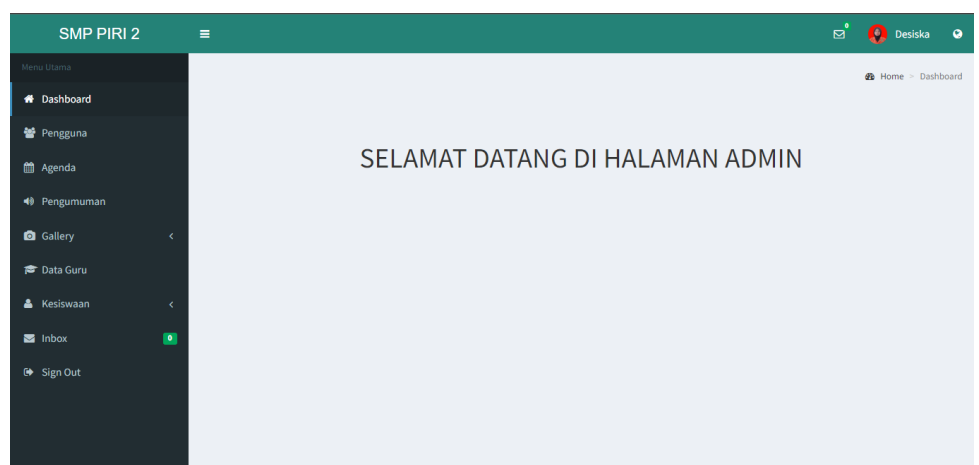 SMP PIRI 2
0
Desiska
Menu Utama
Home > Dashboard
Dashboard
Pengguna
Agenda
SELAMAT DATANG DI HALAMAN ADMIN
Pengumuman
Gallery
Data Guru
Kesiswaan
Inbox 0
Sign Out